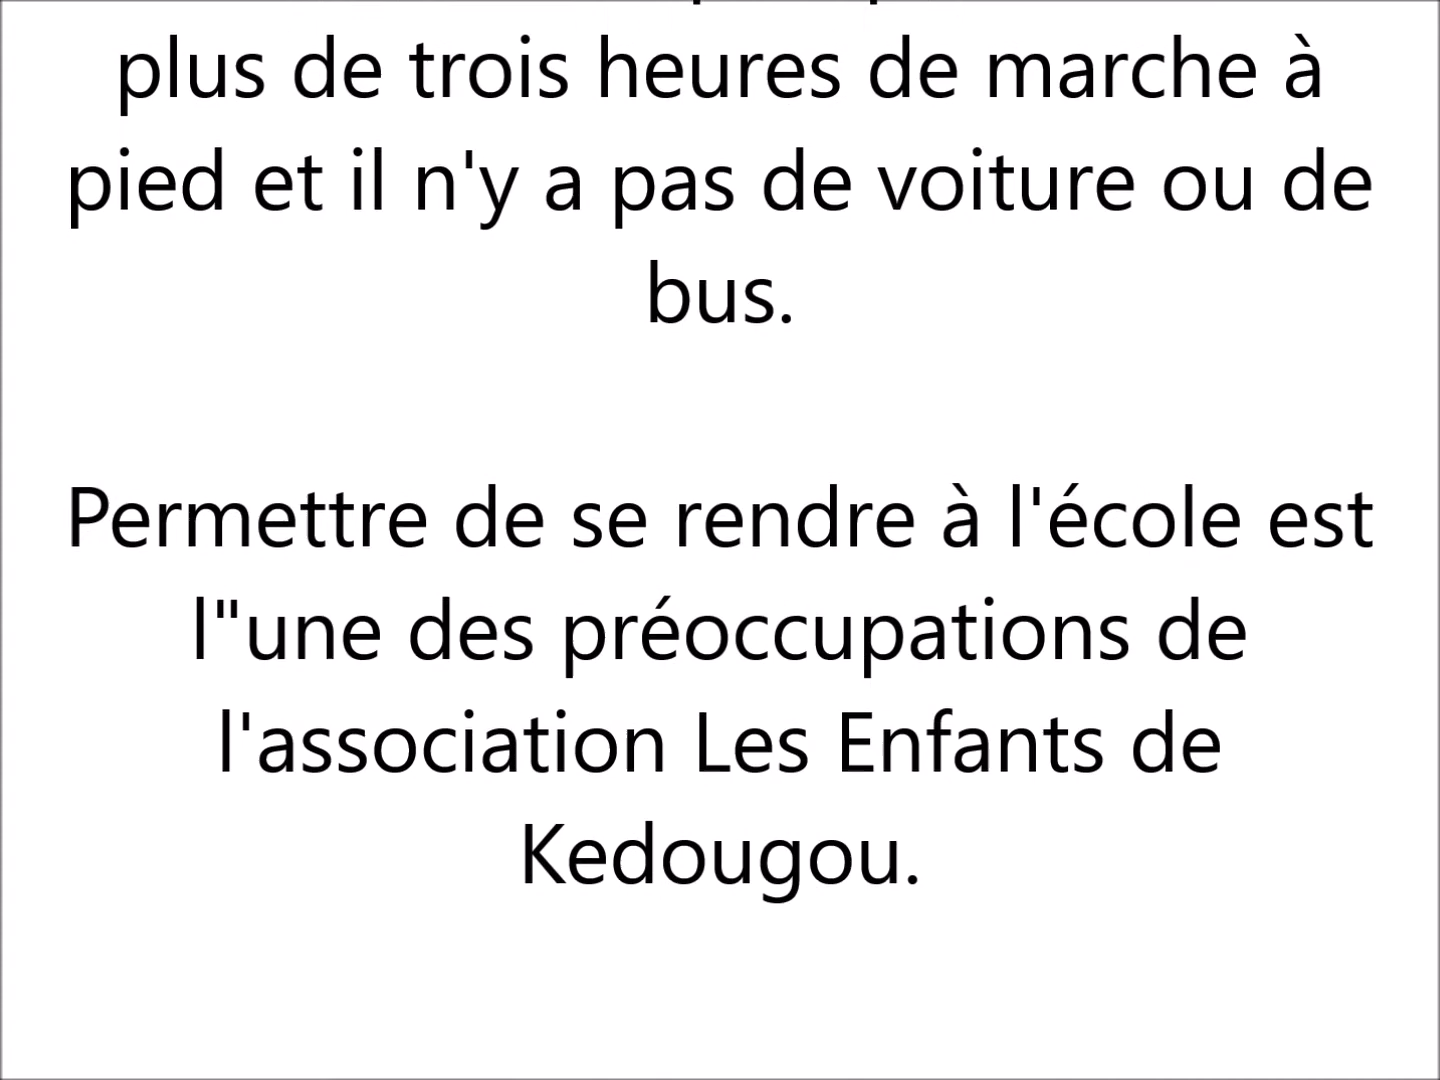 plus de trois heures de marche à
pied et il n'y a pas de voiture ou de
bus.
Permettre de se rendre à l'école est
l"une des préoccupations de
l'association Les Enfants de
Kedougou.